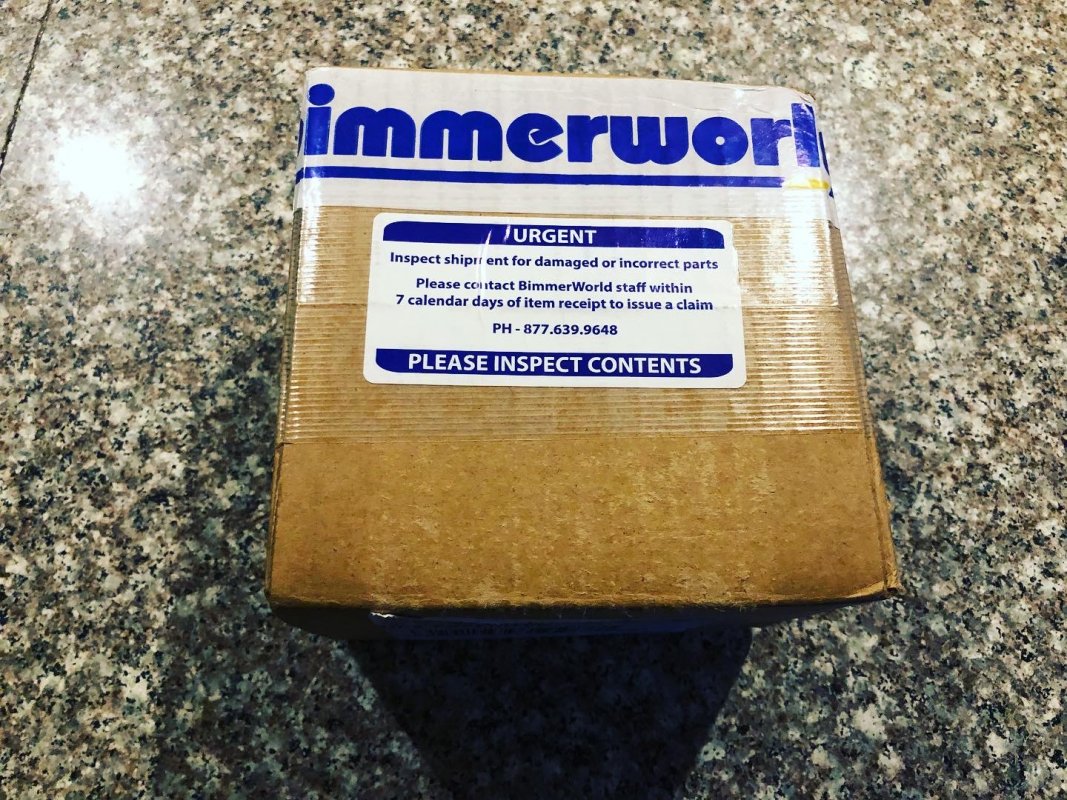 bimmerworl
URGENT
Inspect shipment for damaged or incorrect parts
Please contact BimmerWorld staff within
7 calendar days of item receipt to issue a claim
PH - 877.639.9648
PLEASE INSPECT CONTENTS